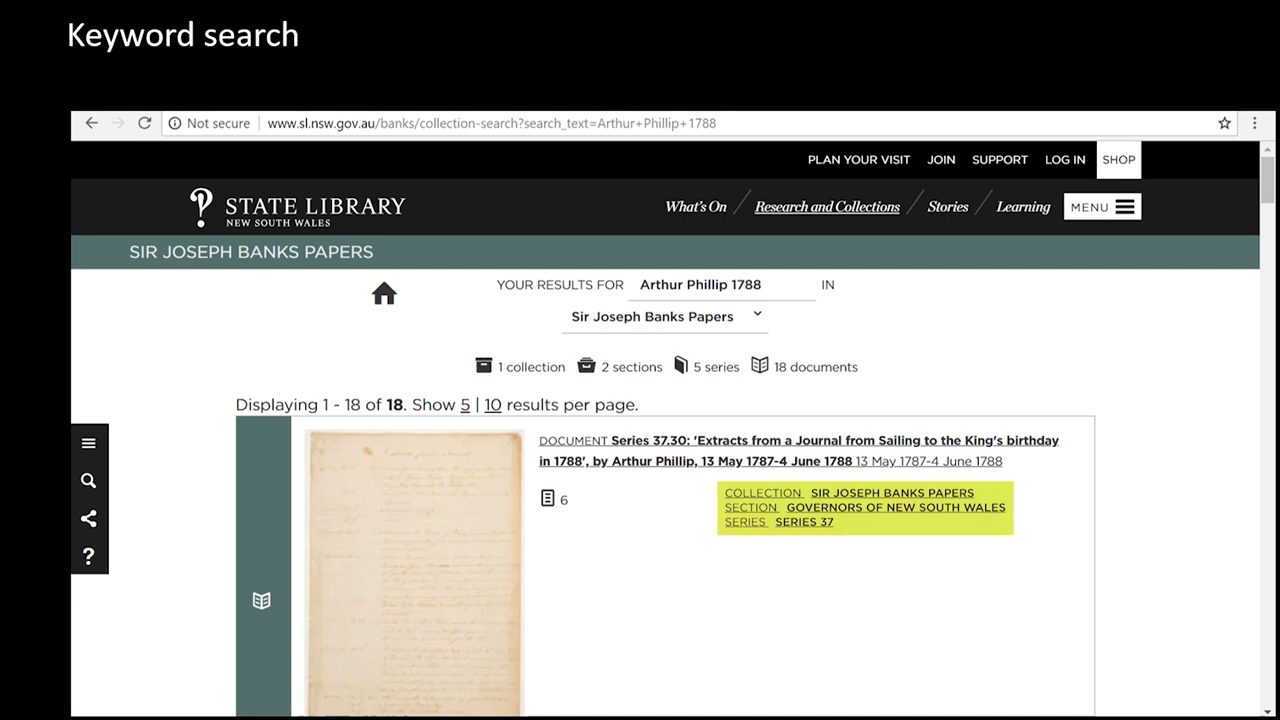 Keyword search
Not secure www.sl.nsw.gov.au/banks/collection-search?search_text=Arthur+Phillip+1788
PLAN YOUR VISIT JOIN SUPPORT LOG IN SHOP
STATE LIBRARY
NEW SOUTH WALES
What's On Research and Collections Stories Learning MENU
SIR JOSEPH BANKS PAPERS
YOUR RESULTS FOR Arthur Phillip 1788 IN
Sir Joseph Banks Papers
1 collection 2 sections 5 series 18 documents
Displaying 1 - 18 of 18. Show 5 | 10 results per page.
DOCUMENT Series 37.30: 'Extracts from a Journal from Sailing to the King's birthday
in 1788', by Arthur Phillip, 13 May 1787-4 June 1788 13 May 1787-4 June 1788
6
COLLECTION SIR JOSEPH BANKS PAPERS
SECTION GOVERNORS OF NEW SOUTH WALES
SERIES SERIES 37